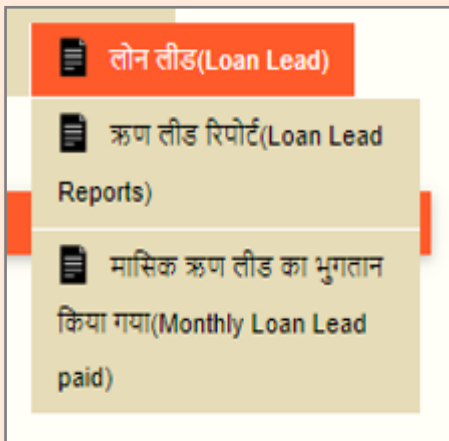 लोन लीड(Loan Lead)
ऋण लीड रिपोर्ट(Loan Lead
Reports)
मासिक ऋण लीड का भुगतान
किया गया(Monthly Loan Lead
paid)